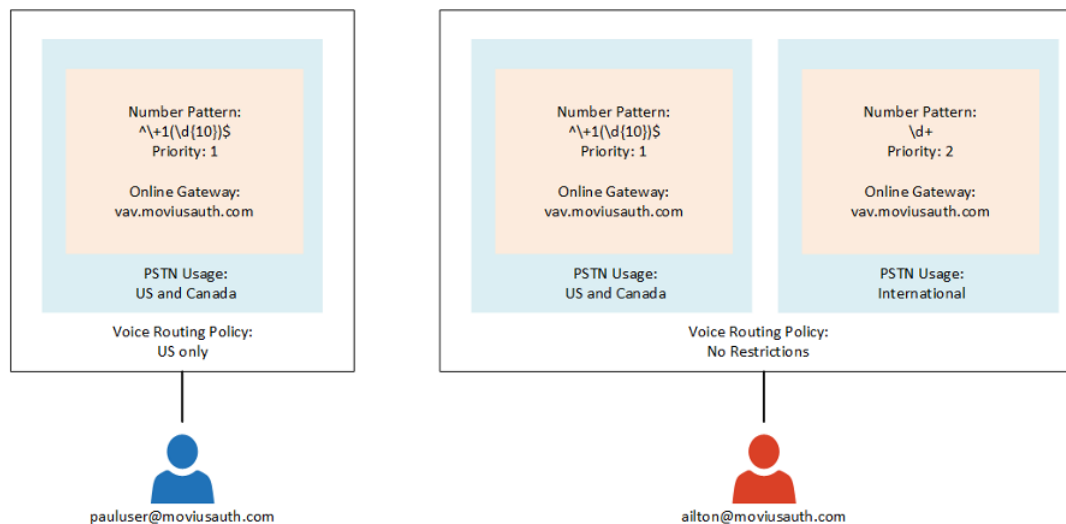 Number Pattern:
^\+1(\d{10})$
Priority: 1
Online Gateway:
vav.moviusauth.com
PSTN Usage:
US and Canada
Voice Routing Policy:
US only
pauluser@moviusauth.com
Number Pattern:
^\+1(\d{10})$
Priority: 1
Online Gateway:
vav.moviusauth.com
PSTN Usage:
US and Canada
Number Pattern:
\d+
Priority: 2
Online Gateway:
vav.moviusauth.com
PSTN Usage:
International
Voice Routing Policy:
No Restrictions
ailton@moviusauth.com